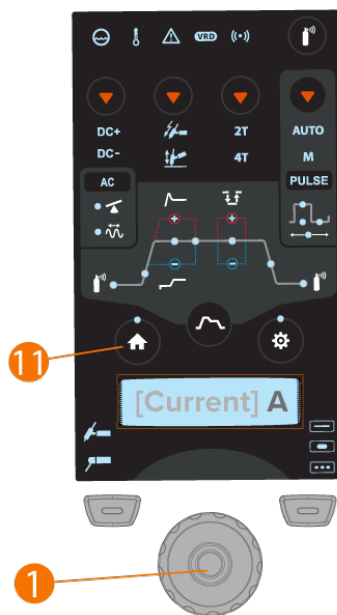 VRD
DC+
2T
AUTO
DC-
4T
M
AC
PULSE
11
[Current] A
1